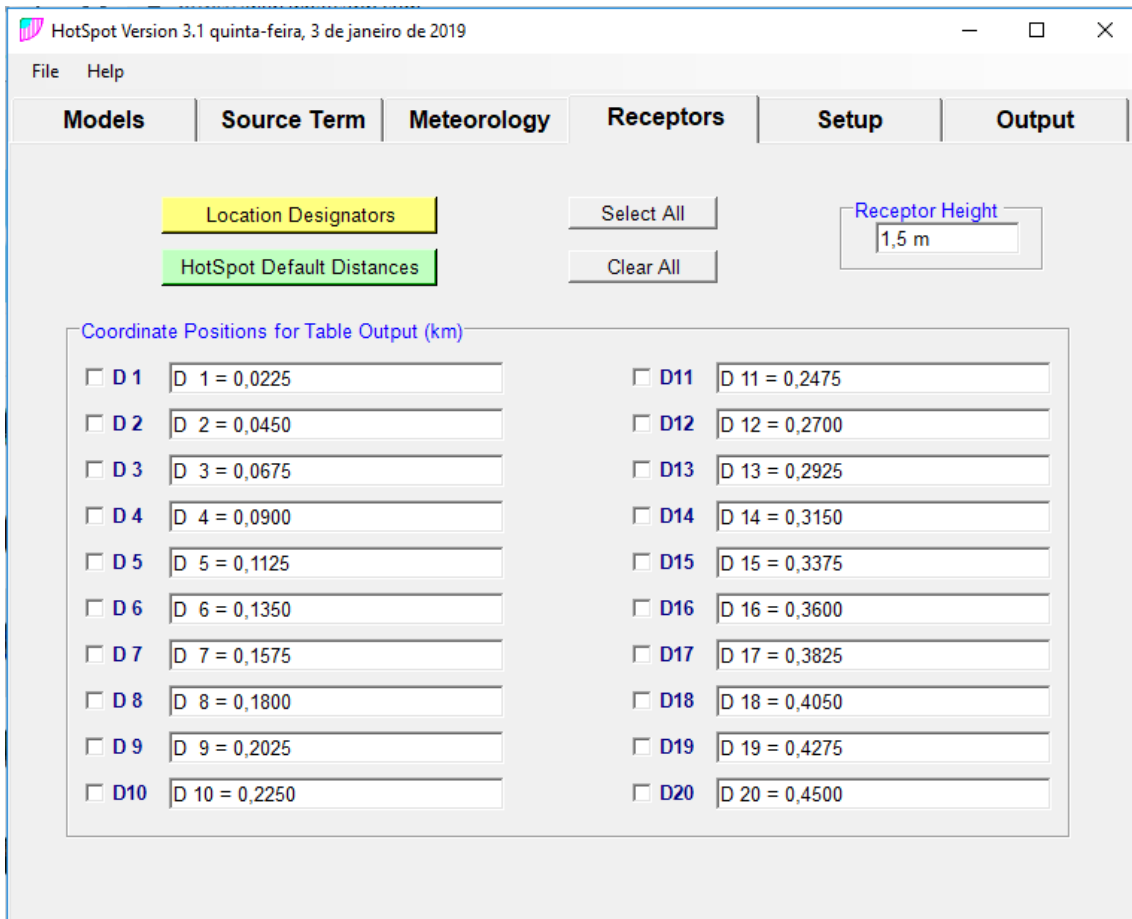 HotSpot Version 3.1 quinta-feira, 3 de janeiro de 2019
File Help
Models Source Term Meteorology Receptors Setup Output
Location Designators Select All Receptor Height
1,5 m
HotSpot Default Distances Clear All
Coordinate Positions for Table Output (km)
D 1 D 1 = 0,0225 D11 D 11 = 0,2475
D 2 D 2 = 0,0450 D12 D 12 = 0,2700
D 3 D 3 = 0,0675 D13 D 13 = 0,2925
D 4 D 4 = 0,0900 D14 D 14 = 0,3150
D 5 D 5 = 0,1125 D15 D 15 = 0,3375
D 6 D 6 = 0,1350 D16 D 16 = 0,3600
D 7 D 7 = 0,1575 D17 D 17 = 0,3825
D 8 D 8 = 0,1800 D18 D 18 = 0,4050
D 9 D 9 = 0,2025 D19 D 19 = 0,4275
D10 D 10 = 0,2250 D20 D 20 = 0,4500